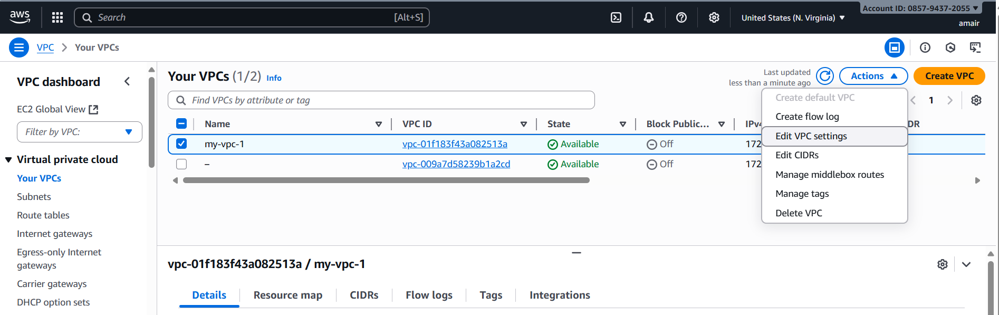 aws
Search
[Alt+S]
United States (N. Virginia)
Account ID: 0857-9437-2055
amair
VPC
Your VPCs
VPC dashboard
EC2 Global View
Filter by VPC:
Virtual private cloud
Your VPCs
Subnets
Route tables
Internet gateways
Egress-only Internet
gateways
Carrier gateways
DHCP option sets
Your VPCs (1/2) Info
Last updated
less than a minute ago
Actions
Create VPC
Find VPCs by attribute or tag
1
Name VPC ID State Block Public... IPv4 DR
my-vpc-1 vpc-01f183f43a082513a Available Off 172
– vpc-009a7d58239b1a2cd Available Off 172
Create default VPC
Create flow log
Edit VPC settings
Edit CIDRs
Manage middlebox routes
Manage tags
Delete VPC
vpc-01f183f43a082513a / my-vpc-1
Details Resource map CIDRs Flow logs Tags Integrations